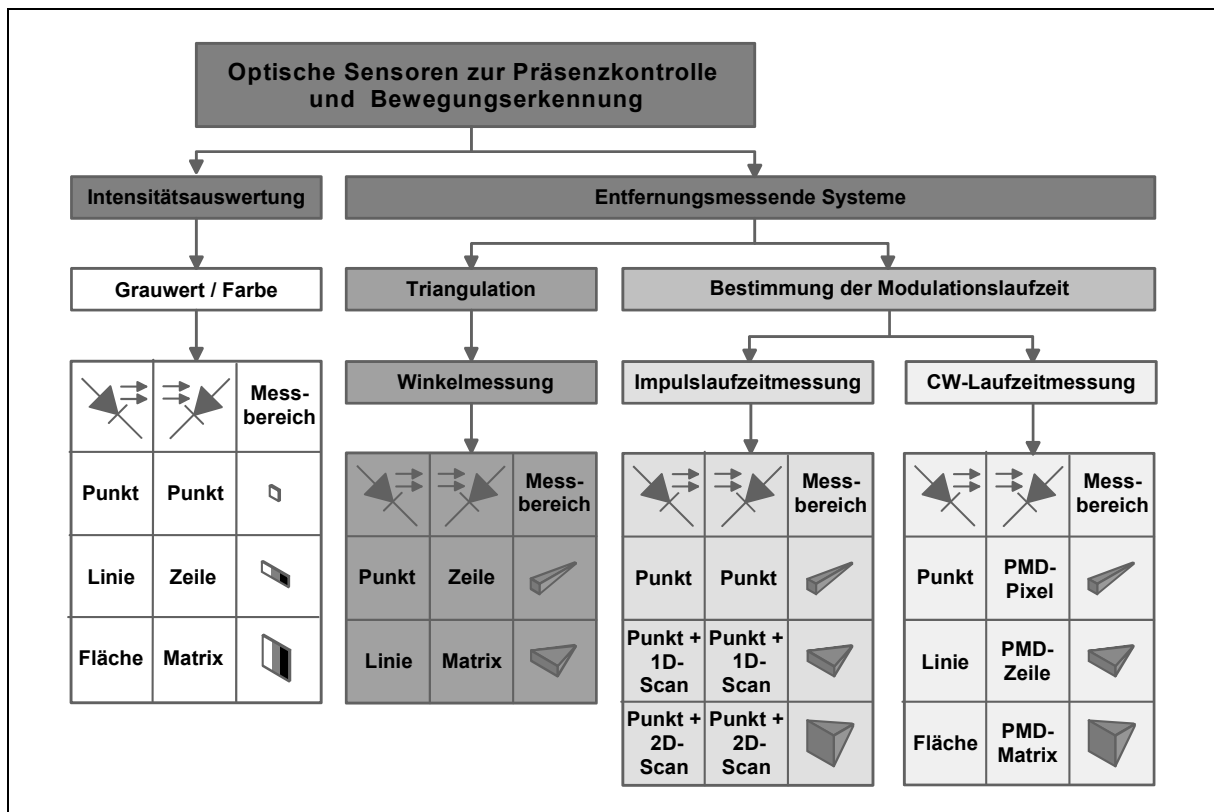 Optische Sensoren zur Präsenzkontrolle
und Bewegungserkennung
Intensitätsauswertung
Entfernungsmessende Systeme
Grauwert / Farbe
Triangulation
Bestimmung der Modulationslaufzeit
Winkelmessung
Impulslaufzeitmessung
CW-Laufzeitmessung
Mess-
bereich
Punkt
Punkt
Linie
Zeile
Fläche
Matrix
Mess-
bereich
Punkt
Zeile
Linie
Matrix
Mess-
bereich
Punkt
Punkt
Punkt +
1D-
Scan
Punkt +
1D-
Scan
Punkt +
2D-
Scan
Punkt +
2D-
Scan
Mess-
bereich
Punkt
PMD-
Pixel
Linie
PMD-
Zeile
Fläche
PMD-
Matrix